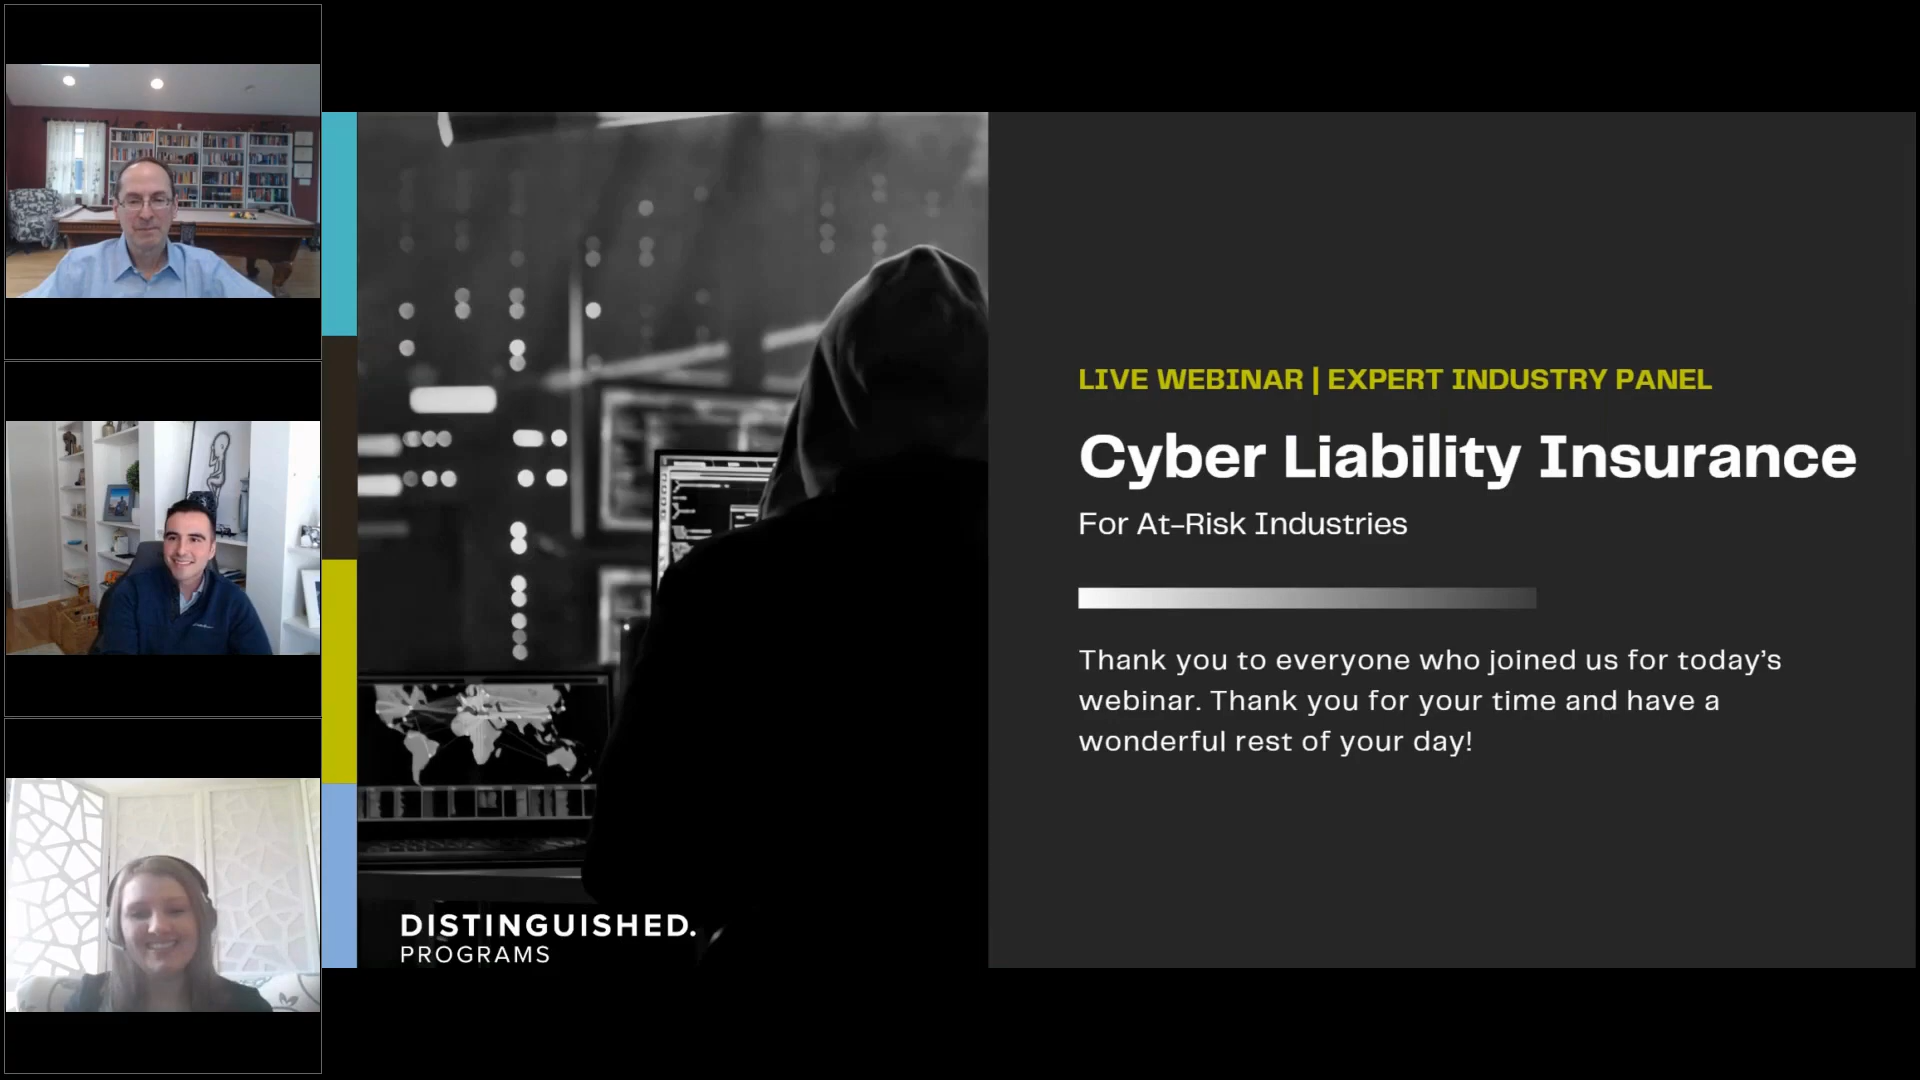 LIVE WEBINAR | EXPERT INDUSTRY PANEL
Cyber Liability Insurance
For At-Risk Industries
Thank you to everyone who joined us for today's
webinar. Thank you for your time and have a
wonderful rest of your day!
DISTINGUISHED.
PROGRAMS